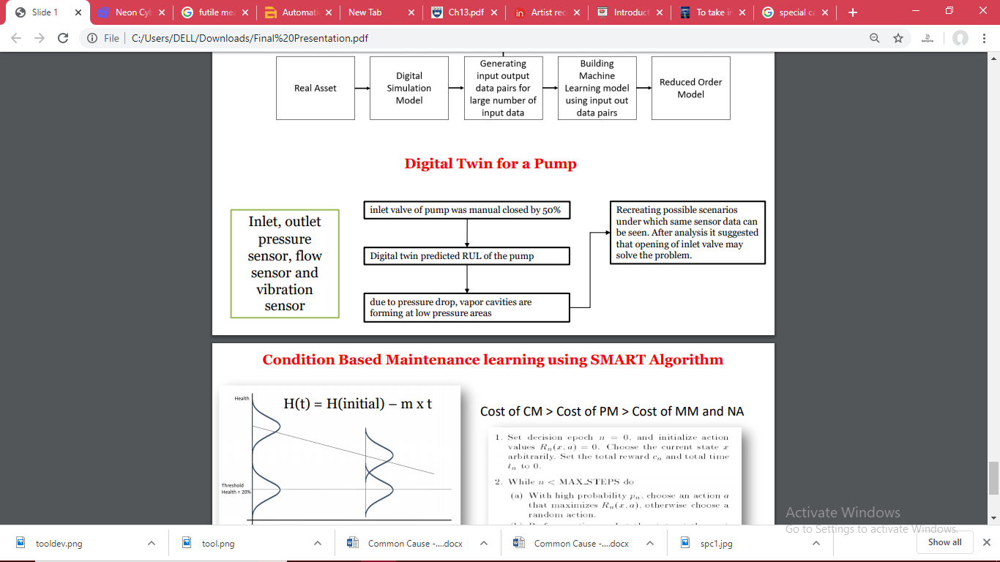 Slide 1
Neon Cy
futile me
Automati
New Tab
Ch13.pdf
Artist rec
Introduct
To take i
special ca
File | C:/Users/DELL/Downloads/Final%20Presentation.pdf
Real Asset
Digital
Simulation
Model
Generating
input output
data pairs for
large number of
input data
Building
Machine
Learning model
using input out
data pairs
Reduced Order
Model
Digital Twin for a Pump
Inlet, outlet
pressure
sensor, flow
sensor and
vibration
sensor
inlet valve of pump was manual closed by 50%
Digital twin predicted RUL of the pump
due to pressure drop, vapor cavities are
forming at low pressure areas
Recreating possible scenarios
under which same sensor data can
be seen. After analysis it suggested
that opening of inlet valve may
solve the problem.
Condition Based Maintenance learning using SMART Algorithm
Health
H(t) = H(initial) – m x t
Threshold
Health = 20%
Cost of CM > Cost of PM > Cost of MM and NA
1. Set decision epoch n = 0, and initialize action
values Rn(x, a) = 0. Choose the current state x
arbitrarily. Set the total reward cn and total time
tn to 0.
2. While n < MAX_STEPS do
(a) With high probability pn, choose an action a
that maximizes Rn(x, a), otherwise choose a
random action.
Activate Windows
Go to Settings to activate Windows.
tooldev.png
tool.png
Common Cause -....docx
Common Cause -....docx
spc1.jpg
Show all